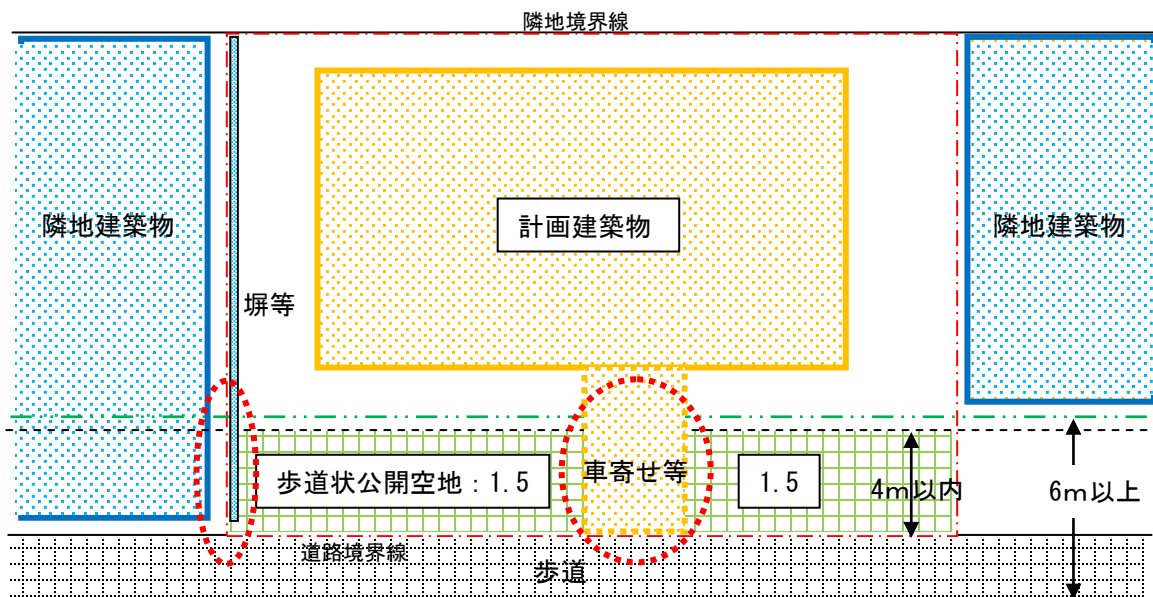 隣地境界線
隣地建築物
計画建築物
隣地建築物
塀等
歩道状公開空地：1.5
車寄せ等
1.5
4ｍ以内
6ｍ以上
道路境界線
歩道